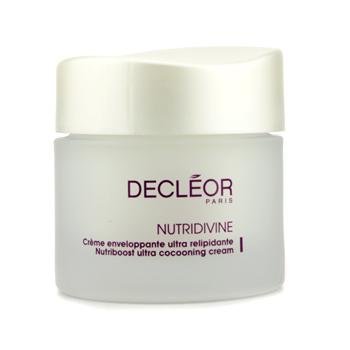 DECLÉOR
PARIS
NUTRIDIVINE
Crème enveloppante ultra relipidante
Nutriboost ultra cocooning cream